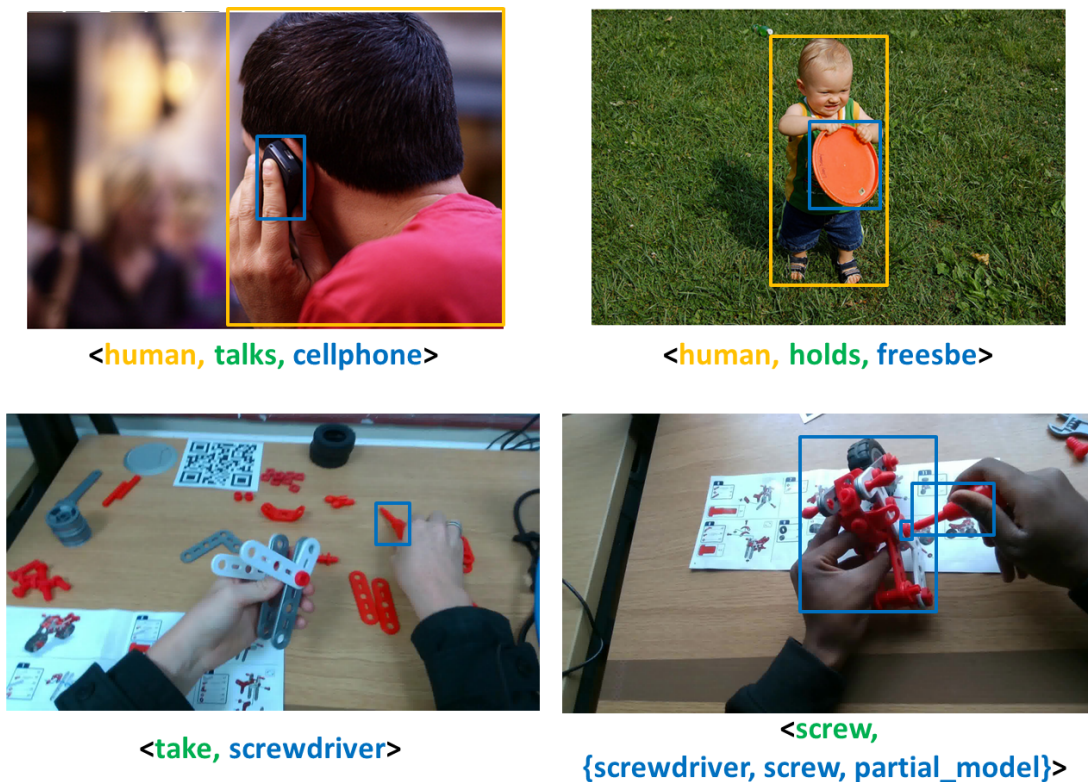 <human, talks, cellphone>
<human, holds, freesbe>
<take, screwdriver>
<screw,
{screwdriver, screw, partial_model}>